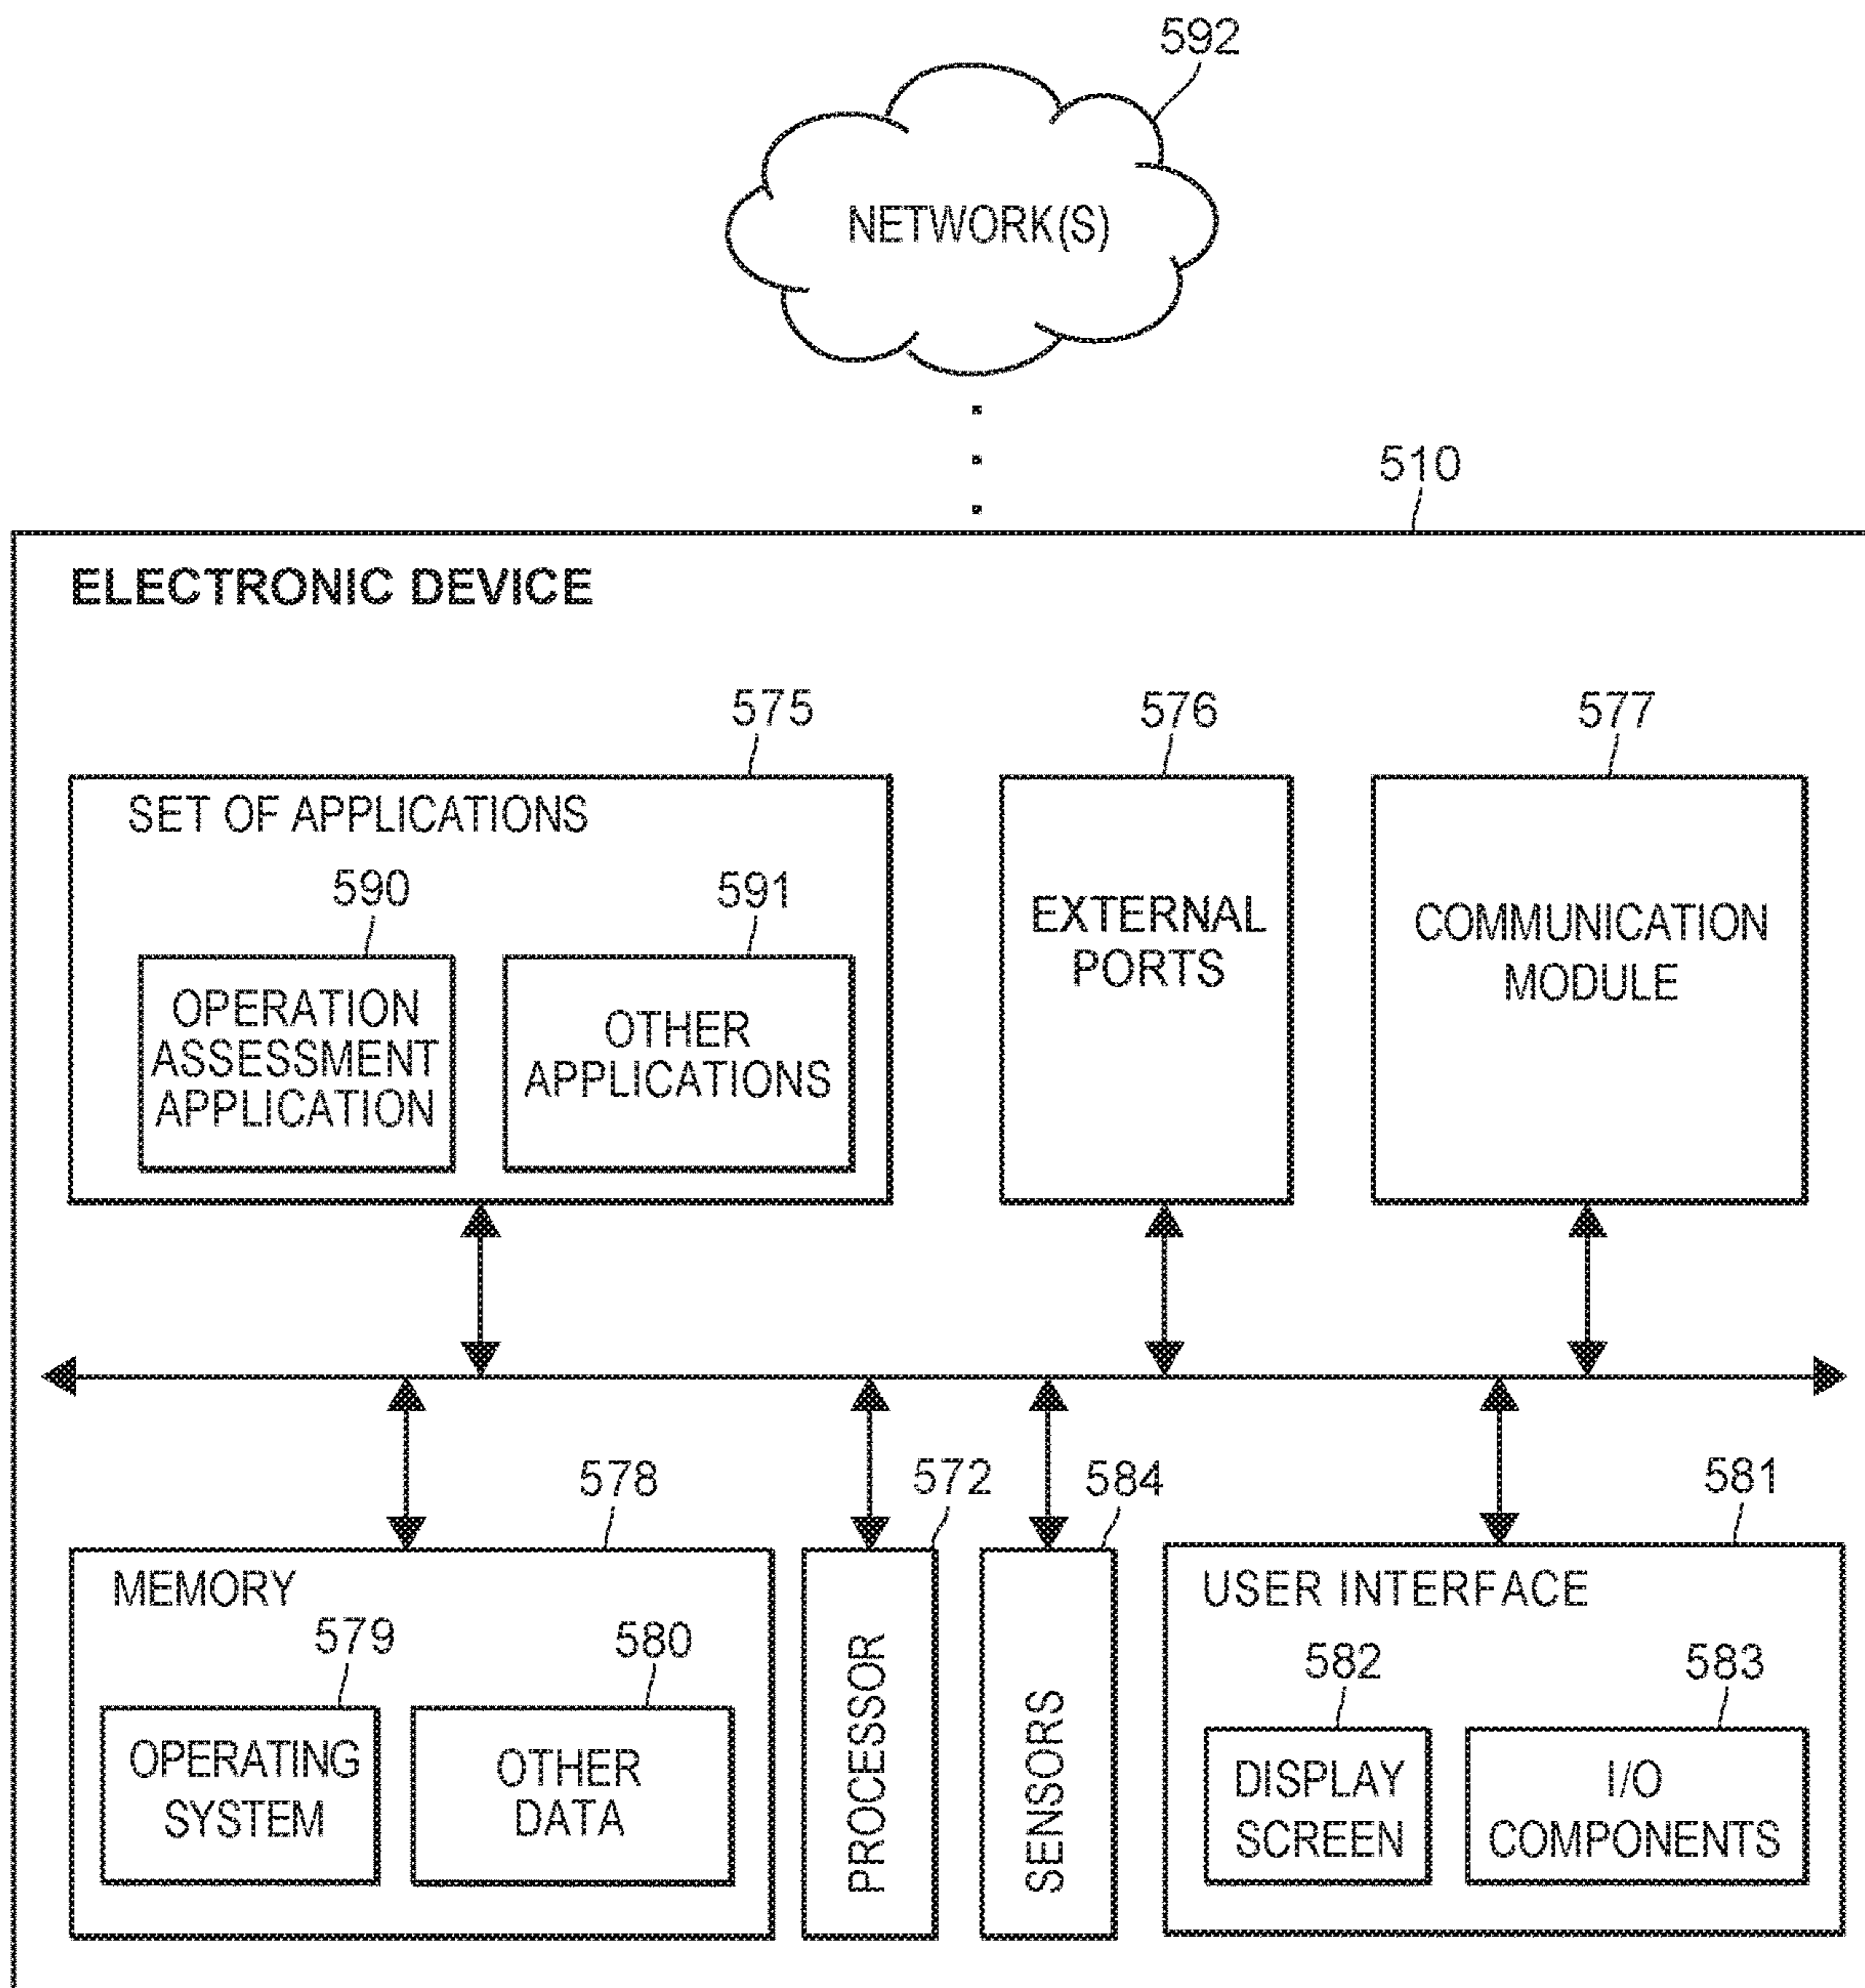 592
NETWORK(S)
510
ELECTRONIC DEVICE
575
576
577
SET OF APPLICATIONS
590
591
OPERATION
ASSESSMENT
APPLICATION
OTHER
APPLICATIONS
EXTERNAL
PORTS
COMMUNICATION
MODULE
578
572
584
581
MEMORY
579
580
OPERATING
SYSTEM
OTHER
DATA
PROCESSOR
SENSORS
USER INTERFACE
582
583
DISPLAY
SCREEN
I/O
COMPONENTS